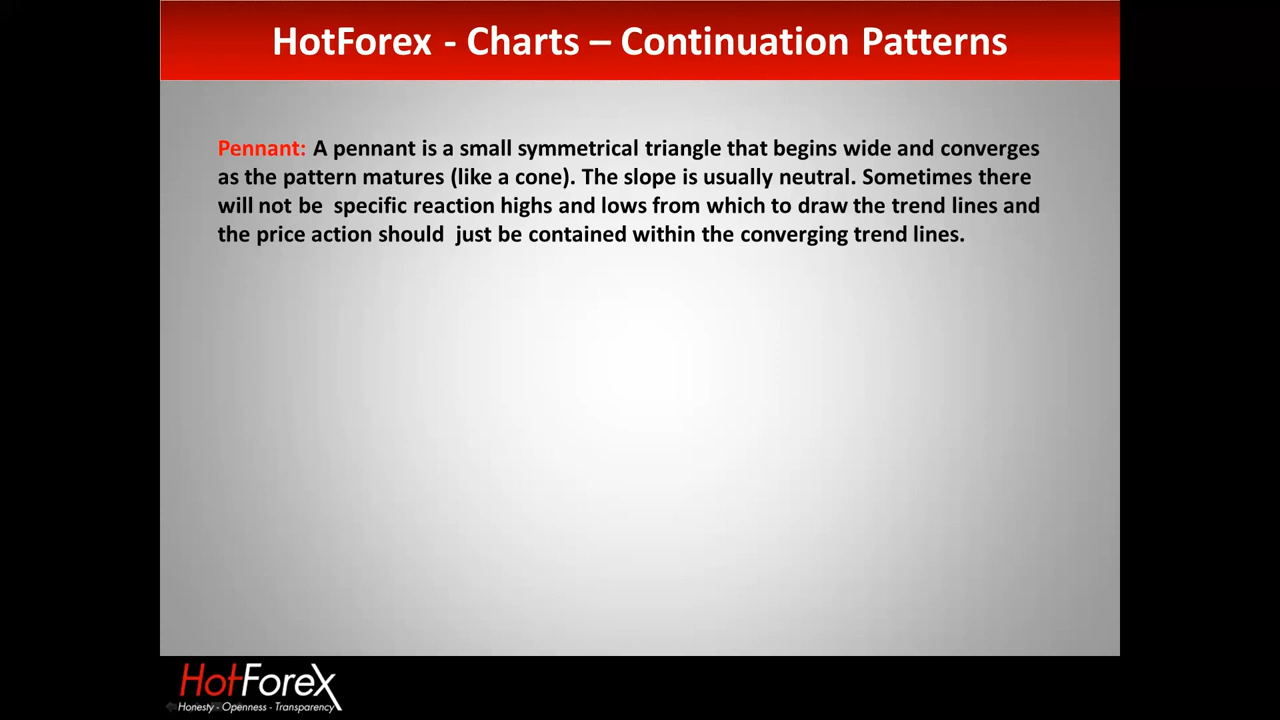 HotForex - Charts – Continuation Patterns
Pennant: A pennant is a small symmetrical triangle that begins wide and converges
as the pattern matures (like a cone). The slope is usually neutral. Sometimes there
will not be  specific reaction highs and lows from which to draw the trend lines and
the price action should  just be contained within the converging trend lines.
HotForex
Honesty - Openness - Transparency